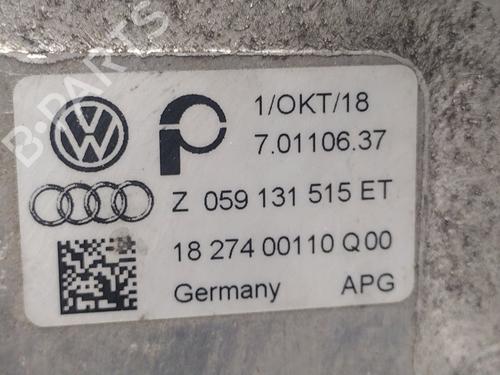 1/OKT/18
7.01106.37
Z 059 131 515 ET
18 274 00110 Q00
Germany APG
B-PARTS